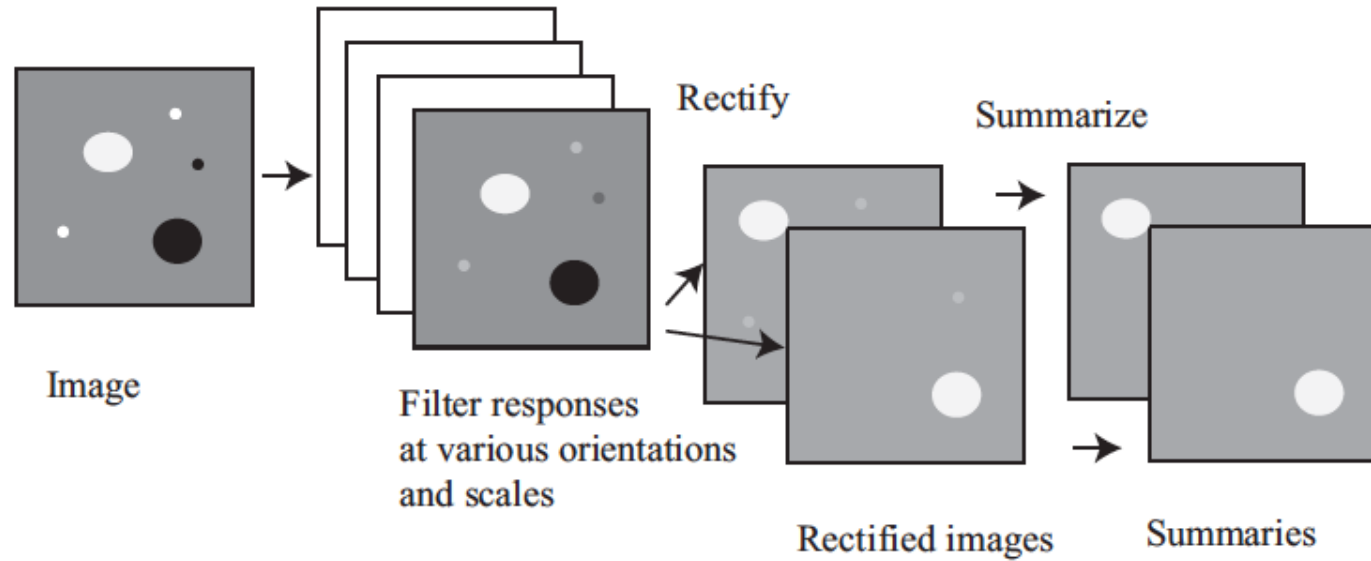 Rectify
Summarize
Image
Filter responses
at various orientations
and scales
Rectified images
Summaries